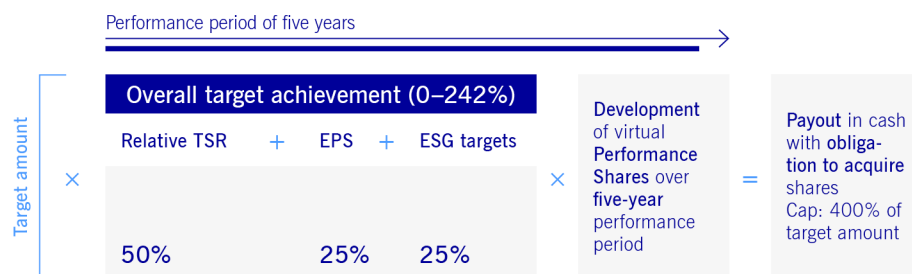 Performance period of five years
Target amount
×
Overall target achievement (0–242%)
Relative TSR + EPS + ESG targets
50% 25% 25%
×
Development
of virtual
Performance
Shares over
five-year
performance
period
=
Payout in cash
with obliga-
tion to acquire
shares
Cap: 400% of
target amount